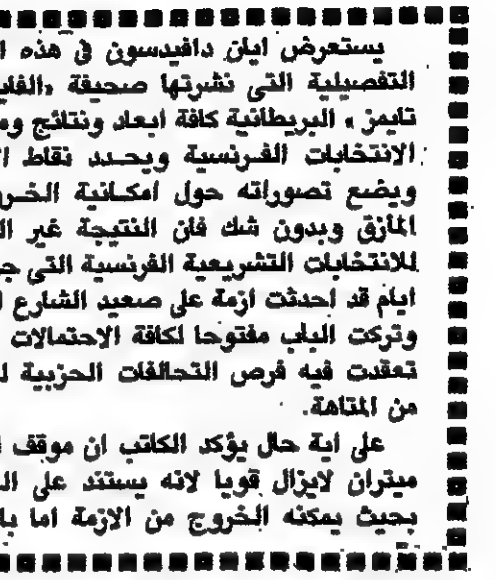 يستعرض ايان دافيدسون في هذه
التفصيلية التي نشرتها صحيفة «الفاي
تايمز» البريطانية كافة ابعاد ونتائج
الانتخابات الفرنسية ويحدد نقاط
ويضع تصوراته حول امكانية
المأزق وبدون شك فان النتيجة غير
للانتخابات التشريعية الفرنسية التي
ايام قد احدثت ازمة على صعيد الشارع
وتركت الباب مفتوحا لكافة الاحتمالات
تعقدت فيه فرص التحالفات الحزبية
من المتاهة.
على اية حال يؤكد الكاتب ان موقف
ميتران لايزال قويا لانه يستند على
بحيث يمكنه الخروج من الازمة اما